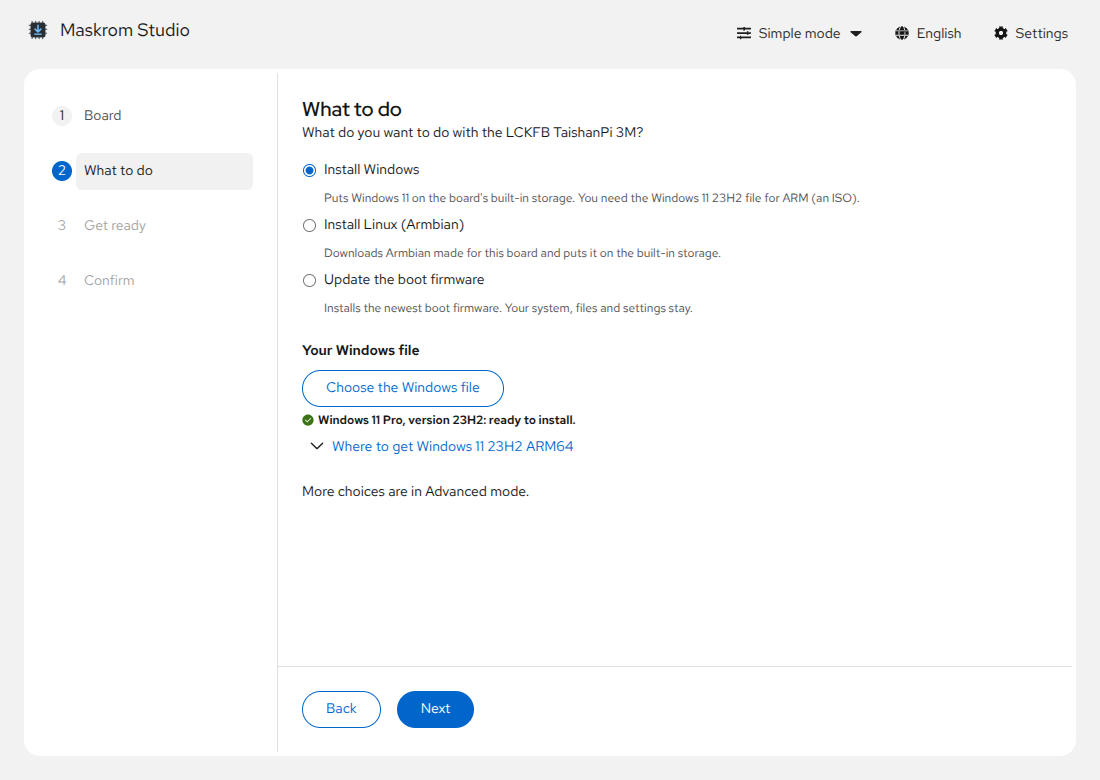 Maskrom Studio
Simple mode
English
Settings
1 Board
2 What to do
3 Get ready
4 Confirm
What to do
What do you want to do with the LCKFB TaishanPi 3M?
Install Windows
Puts Windows 11 on the board's built-in storage. You need the Windows 11 23H2 file for ARM (an ISO).
Install Linux (Armbian)
Downloads Armbian made for this board and puts it on the built-in storage.
Update the boot firmware
Installs the newest boot firmware. Your system, files and settings stay.
Your Windows file
Choose the Windows file
Windows 11 Pro, version 23H2: ready to install.
Where to get Windows 11 23H2 ARM64
More choices are in Advanced mode.
Back
Next